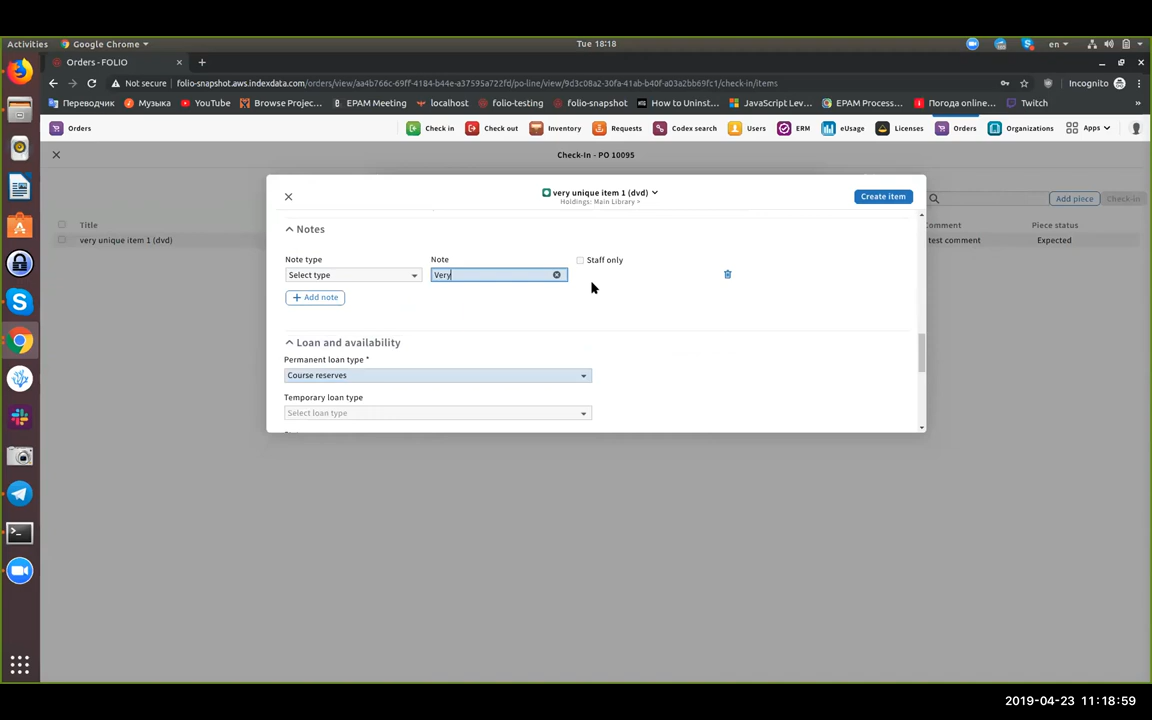 Activities
Google Chrome
Tue 18:18
en
Orders - FOLIO
Not secure
folio-snapshot.aws.indexdata.com/orders/view/aa4b766c-69ff-4184-b44e-a37595a722fd/po-line/view/9d3c08a2-30fa-41ab-b40f-a03a2bb69fc1/check-in/items
Incognito
Переводчик
Музыка
YouTube
Browse Projec...
EPAM Meeting
localhost
folio-testing
folio-snapshot
How to Uninst...
JavaScript Lev...
EPAM Process...
Погода online...
Twitch
»
Orders
Check in
Check out
Inventory
Requests
Codex search
Users
ERM
eUsage
Licenses
Orders
Organizations
Apps
Check-In - PO 10095
very unique item 1 (dvd)
Holdings: Main Library >
Create item
Add piece
Check-in
Title
Comment
Piece status
very unique item 1 (dvd)
test comment
Expected
Notes
Note type
Note
Staff only
Select type
Very
+ Add note
Loan and availability
Permanent loan type *
Course reserves
Temporary loan type
Select loan type
2019-04-23 11:18:59